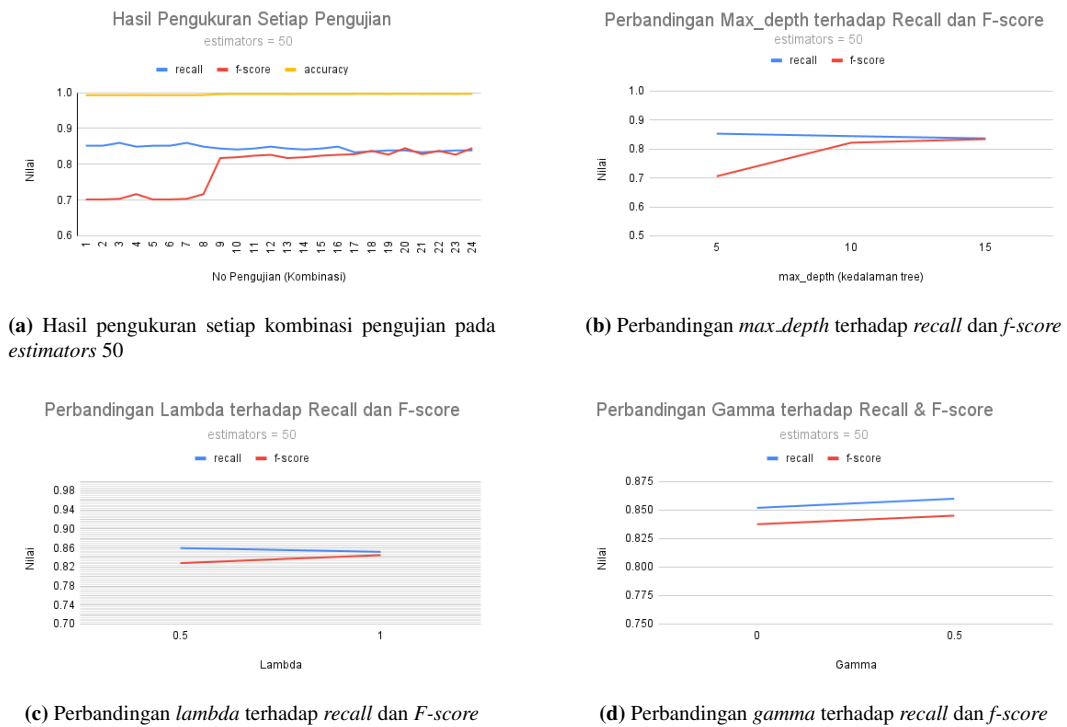 Hasil Pengukuran Setiap Pengujian
estimators = 50
recall f-score accuracy
1.0
0.9
0.8
0.7
0.6
Nilai
1 2 3 4 5 6 7 8 9 10 11 12 13 14 15 16 17 18 19 20 21 22 23 24
No Pengujian (Kombinasi)
(a) Hasil pengukuran setiap kombinasi pengujian pada
estimators 50
Perbandingan Max_depth terhadap Recall dan F-score
estimators = 50
recall f-score
1.0
0.9
0.8
0.7
0.6
0.5
Nilai
5 10 15
max_depth (kedalaman tree)
(b) Perbandingan max_depth terhadap recall dan f-score
Perbandingan Lambda terhadap Recall dan F-score
estimators = 50
recall f-score
0.98
0.94
0.90
0.86
0.82
0.78
0.74
0.70
Nilai
0.5 1
Lambda
(c) Perbandingan lambda terhadap recall dan F-score
Perbandingan Gamma terhadap Recall & F-score
estimators = 50
recall f-score
0.875
0.850
0.825
0.800
0.775
0.750
Nilai
0 0.5
Gamma
(d) Perbandingan gamma terhadap recall dan f-score